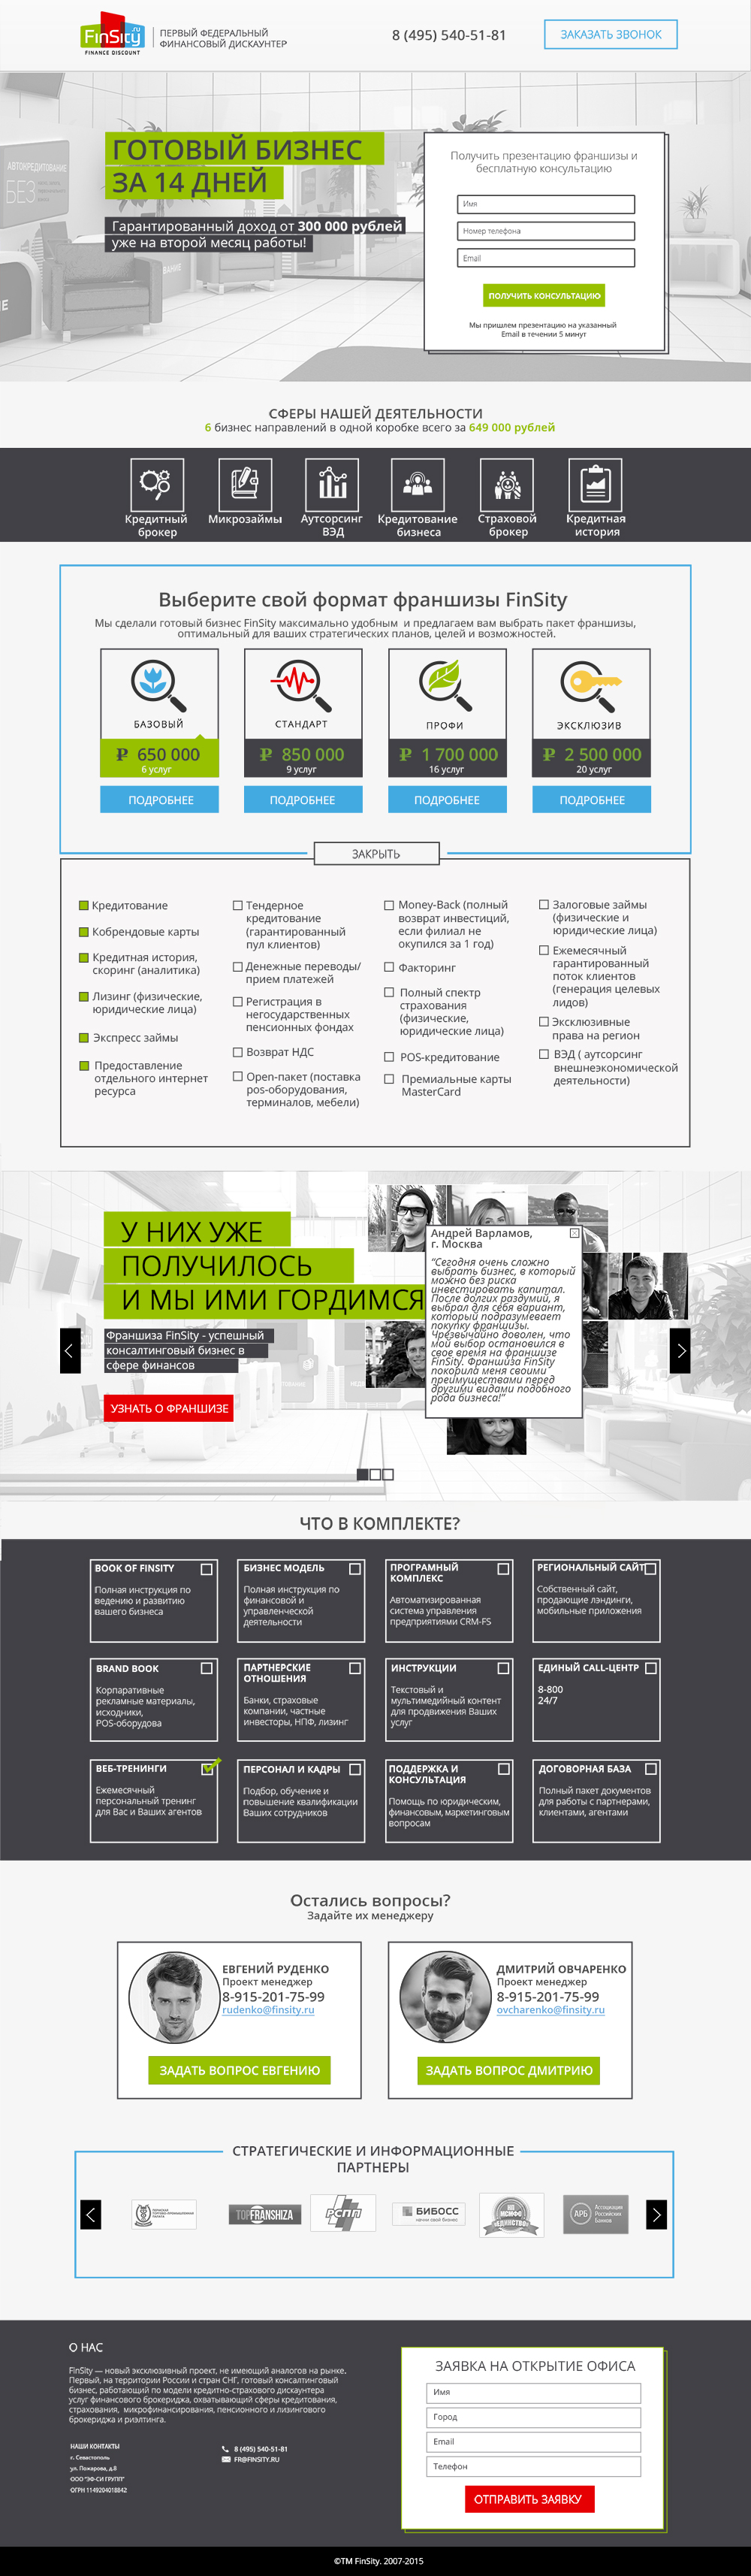 FinSity.ru
FINANCE DISCOUNT
ПЕРВЫЙ ФЕДЕРАЛЬНЫЙ
ФИНАНСОВЫЙ ДИСКАУНТЕР
8 (495) 540-51-81
ЗАКАЗАТЬ ЗВОНОК
АВТОКРЕДИТОВАНИЕ
БЕЗ
ГОТОВЫЙ БИЗНЕС
ЗА 14 ДНЕЙ
Гарантированный доход от 300 000 рублей
уже на второй месяц работы!
Получить презентацию франшизы и
бесплатную консультацию
Имя
Номер телефона
Email
ПОЛУЧИТЬ КОНСУЛЬТАЦИЮ
Мы пришлем презентацию на указанный
Email в течении 5 минут
СФЕРЫ НАШЕЙ ДЕЯТЕЛЬНОСТИ
6 бизнес направлений в одной коробке всего за 649 000 рублей
Кредитный
брокер
Микрозаймы
Аутсорсинг
ВЭД
Кредитование
бизнеса
Страховой
брокер
Кредитная
история
Выберите свой формат франшизы FinSity
Мы сделали готовый бизнес FinSity максимально удобным и предлагаем вам выбрать пакет франшизы,
оптимальный для ваших стратегических планов, целей и возможностей.
БАЗОВЫЙ
₽ 650 000
6 услуг
ПОДРОБНЕЕ
СТАНДАРТ
₽ 850 000
9 услуг
ПОДРОБНЕЕ
ПРОФИ
₽ 1 700 000
16 услуг
ПОДРОБНЕЕ
ЭКСКЛЮЗИВ
₽ 2 500 000
20 услуг
ПОДРОБНЕЕ
ЗАКРЫТЬ
Кредитование
Кобрендовые карты
Кредитная история,
скоринг (аналитика)
Лизинг (физические,
юридические лица)
Экспресс займы
Предоставление
отдельного интернет
ресурса
Тендерное
кредитование
(гарантированный
пул клиентов)
Денежные переводы/
прием платежей
Регистрация в
негосударственных
пенсионных фондах
Возврат НДС
Open-пакет (поставка
pos-оборудования,
терминалов, мебели)
Money-Back (полный
возврат инвестиций,
если филиал не
окупился за 1 год)
Факторинг
Полный спектр
страхования
(физические,
юридические лица)
POS-кредитование
Премиальные карты
MasterCard
Залоговые займы
(физические и
юридические лица)
Ежемесячный
гарантированный
поток клиентов
(генерация целевых
лидов)
Эксклюзивные
права на регион
ВЭД ( аутсорсинг
внешнеэкономической
деятельности)
У НИХ УЖЕ
ПОЛУЧИЛОСЬ
И МЫ ИМИ ГОРДИМСЯ
Франшиза FinSity - успешный
консалтинговый бизнес в
сфере финансов
УЗНАТЬ О ФРАНШИЗЕ
Андрей Варламов,
г. Москва
"Сегодня очень сложно
выбрать бизнес, в который
можно без риска
инвестировать капитал.
После долгих раздумий, я
выбрал для себя вариант,
который подразумевает
покупку франшизы.
Чрезвычайно доволен, что
мой выбор остановился в
свое время на франшизе
FinSity. Франшиза FinSity
покорила меня своими
преимуществами перед
другими видами подобного
рода бизнеса!"
ЧТО В КОМПЛЕКТЕ?
BOOK OF FINSITY
Полная инструкция по
ведению и развитию
вашего бизнеса
БИЗНЕС МОДЕЛЬ
Полная инструкция по
финансовой и
управленческой
деятельности
ПРОГРАМНЫЙ
КОМПЛЕКС
Автоматизированная
система управления
предприятиями CRM-FS
РЕГИОНАЛЬНЫЙ САЙТ
Собственный сайт,
продающие лэндинги,
мобильные приложения
BRAND BOOK
Корпаративные
рекламные материалы,
исходники,
POS-оборудова
ПАРТНЕРСКИЕ
ОТНОШЕНИЯ
Банки, страховые
компании, частные
инвесторы, НПФ, лизинг
ИНСТРУКЦИИ
Текстовый и
мультимедийный контент
для продвижения Ваших
услуг
ЕДИНЫЙ CALL-ЦЕНТР
8-800
24/7
ВЕБ-ТРЕНИНГИ
Ежемесячный
персональный тренинг
для Вас и Ваших агентов
ПЕРСОНАЛ И КАДРЫ
Подбор, обучение и
повышение квалификации
Ваших сотрудников
ПОДДЕРЖКА И
КОНСУЛЬТАЦИЯ
Помощь по юридическим,
финансовым, маркетинговым
вопросам
ДОГОВОРНАЯ БАЗА
Полный пакет документов
для работы с партнерами,
клиентами, агентами
Остались вопросы?
Задайте их менеджеру
ЕВГЕНИЙ РУДЕНКО
Проект менеджер
8-915-201-75-99
rudenko@finsity.ru
ЗАДАТЬ ВОПРОС ЕВГЕНИЮ
ДМИТРИЙ ОВЧАРЕНКО
Проект менеджер
8-915-201-75-99
ovcharenko@finsity.ru
ЗАДАТЬ ВОПРОС ДМИТРИЮ
СТРАТЕГИЧЕСКИЕ И ИНФОРМАЦИОННЫЕ
ПАРТНЕРЫ
TOPFRANSHIZA
РСПП
БИБОСС
начни свой бизнес
АРБ
Ассоциация
Российских
Банков
О НАС
FinSity — новый эксклюзивный проект, не имеющий аналогов на рынке.
Первый, на территории России и стран СНГ, готовый консалтинговый
бизнес, работающий по модели кредитно-страхового дискаунтера
услуг финансового брокериджа, охватывающий сферы кредитования,
страхования, микрофинансирования, пенсионного и лизингового
брокериджа и риэлтинга.
НАШИ КОНТАКТЫ
г. Севастополь
ул. Пожарова, д.8
ООО "ЭФ-СИ ГРУПП"
ОГРН 1149204018842
8 (495) 540-51-81
FR@FINSITY.RU
ЗАЯВКА НА ОТКРЫТИЕ ОФИСА
Имя
Город
Email
Телефон
ОТПРАВИТЬ ЗАЯВКУ
©TM FinSity. 2007-2015